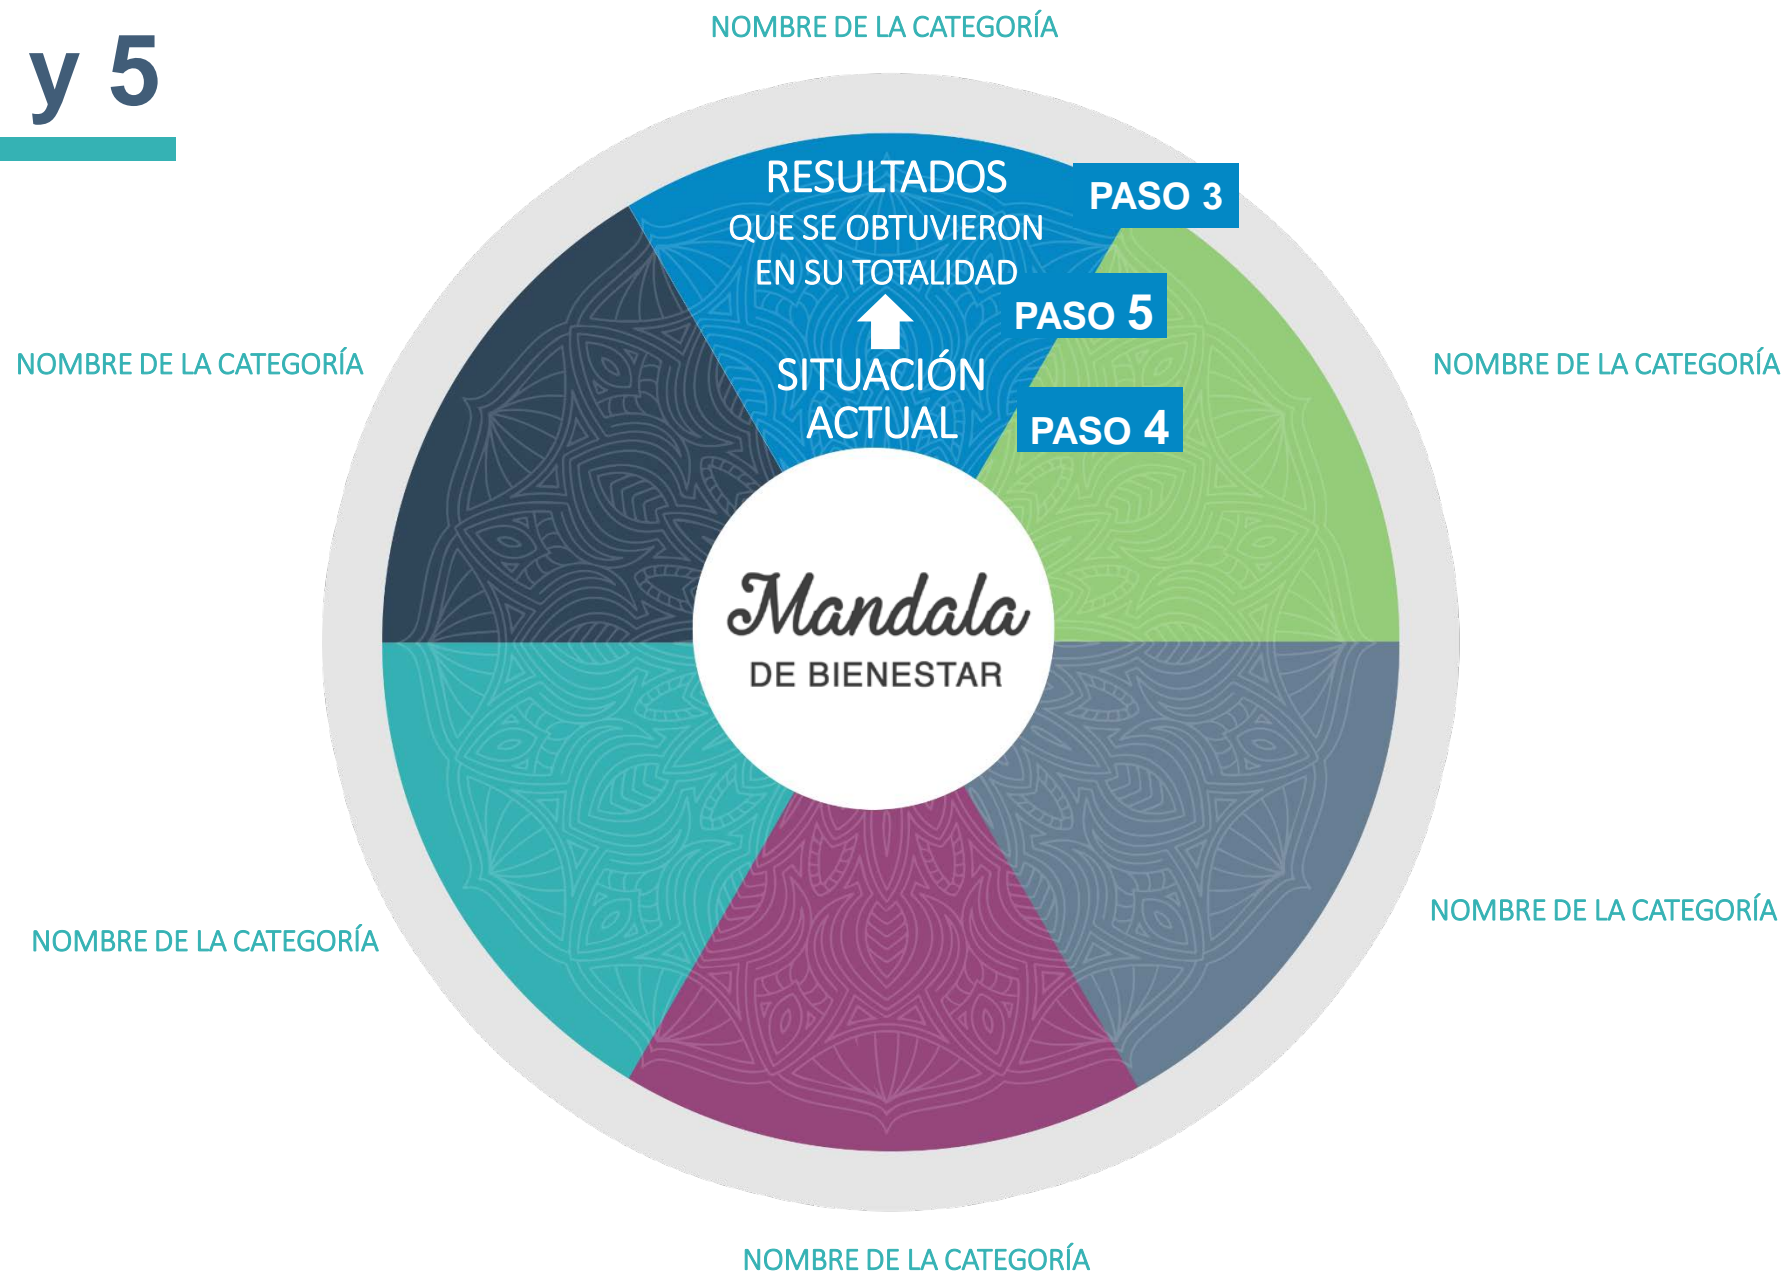 NOMBRE DE LA CATEGORÍA
y 5
RESULTADOS
PASO 3
QUE SE OBTUVIERON
EN SU TOTALIDAD
PASO 5
SITUACIÓN
ACTUAL
PASO 4
NOMBRE DE LA CATEGORÍA
NOMBRE DE LA CATEGORÍA
Mandala
DE BIENESTAR
NOMBRE DE LA CATEGORÍA
NOMBRE DE LA CATEGORÍA
NOMBRE DE LA CATEGORÍA